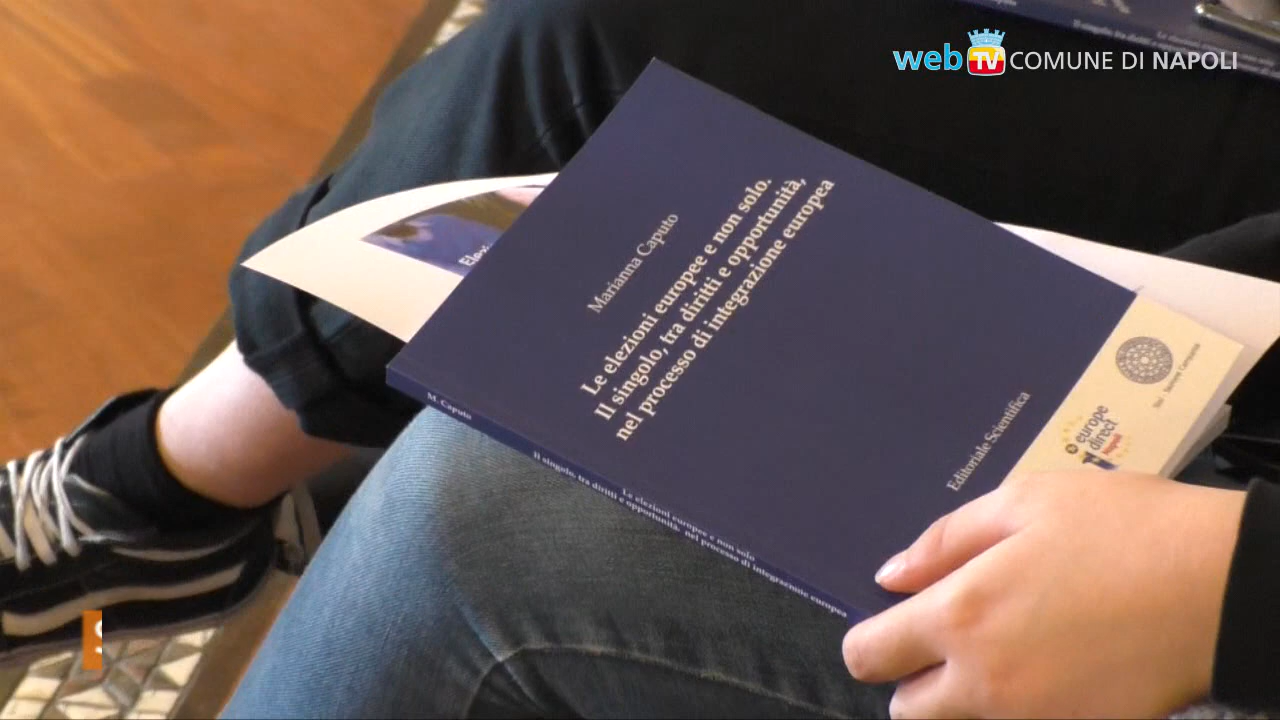 web TV COMUNE DI NAPOLI
Marianna Caputo
Le elezioni europee e non solo.
Il singolo, tra diritti e opportunità,
nel processo di integrazione europea
Editoriale Scientifica
europe
direct
Napoli
M. Caputo
Le elezioni europee e non solo
Il singolo, tra diritti e opportunità, nel processo di integrazione europea
S